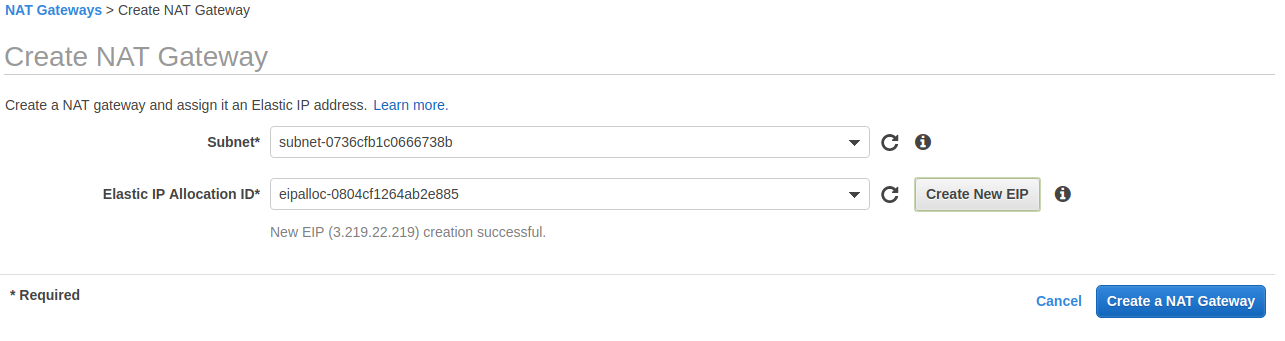 NAT Gateways > Create NAT Gateway
Create NAT Gateway
Create a NAT gateway and assign it an Elastic IP address. Learn more.
Subnet* subnet-0736cfb1c0666738b
Elastic IP Allocation ID* eipalloc-0804cf1264ab2e885 Create New EIP
New EIP (3.219.22.219) creation successful.
* Required
Cancel Create a NAT Gateway